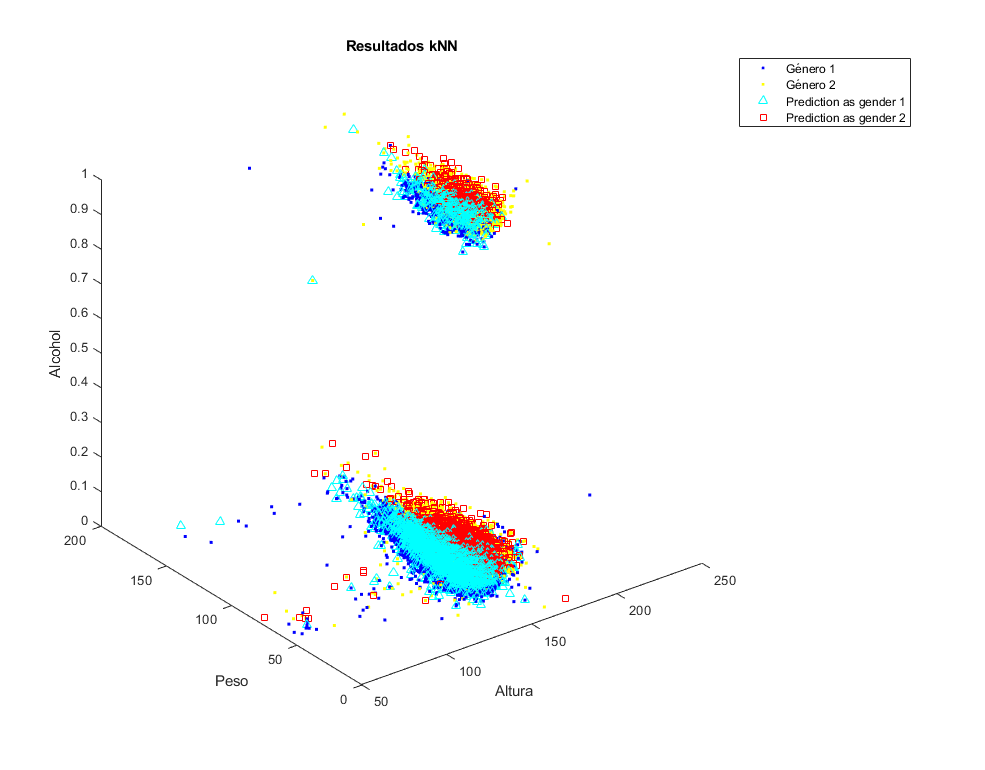 Resultados kNN
Género 1
Género 2
Prediction as gender 1
Prediction as gender 2
1
0.9
0.8
0.7
0.6
0.5
0.4
0.3
0.2
0.1
0
Alcohol
200
150
100
50
0
Peso
50
100
150
200
250
Altura